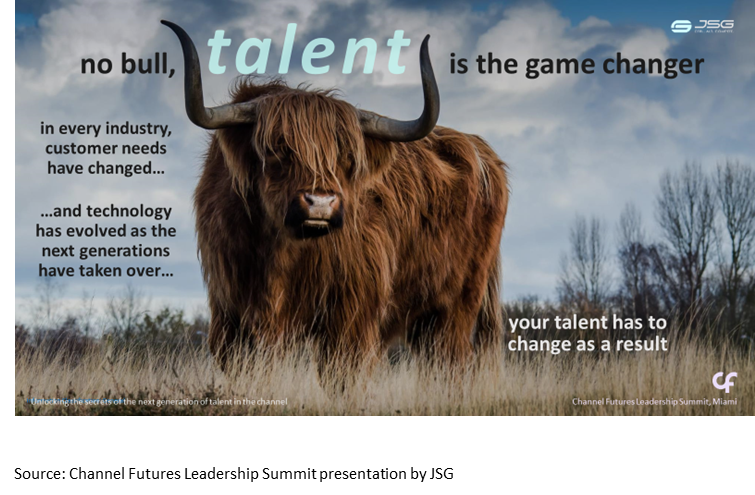 JSG
no bull, talent is the game changer
in every industry,
customer needs
have changed...
...and technology
has evolved as the
next generations
have taken over...
your talent has to
change as a result
CF
Unlocking the secrets of the next generation of talent in the channel
Channel Futures Leadership Summit, Miami
Source: Channel Futures Leadership Summit presentation by JSG